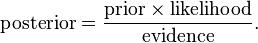 posterior = prior × likelihood / evidence.